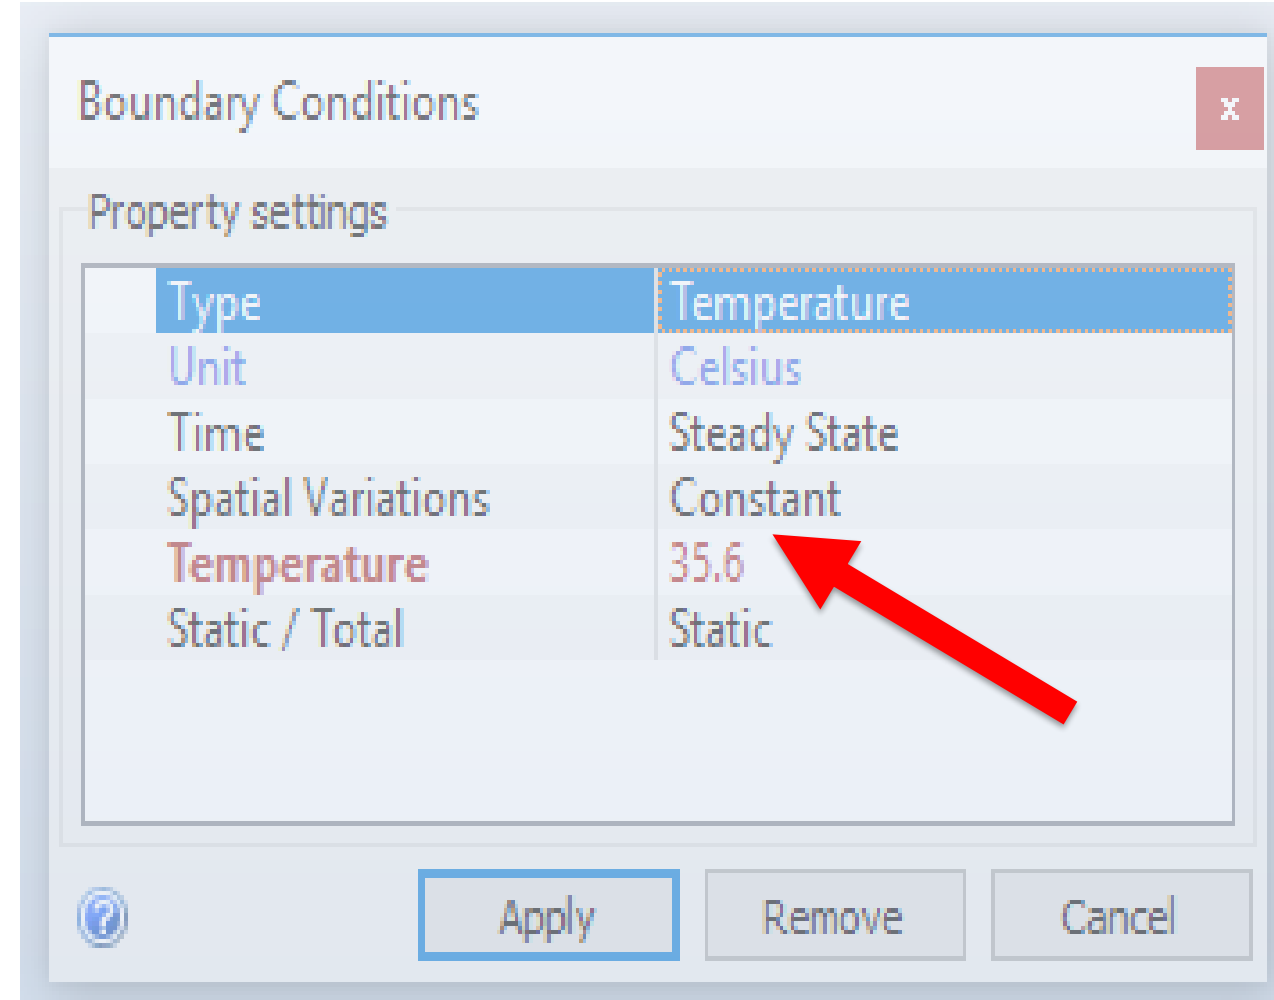 Boundary Conditions
x
Property settings
Type Temperature
Unit Celsius
Time Steady State
Spatial Variations Constant
Temperature 35.6
Static / Total Static
? Apply Remove Cancel